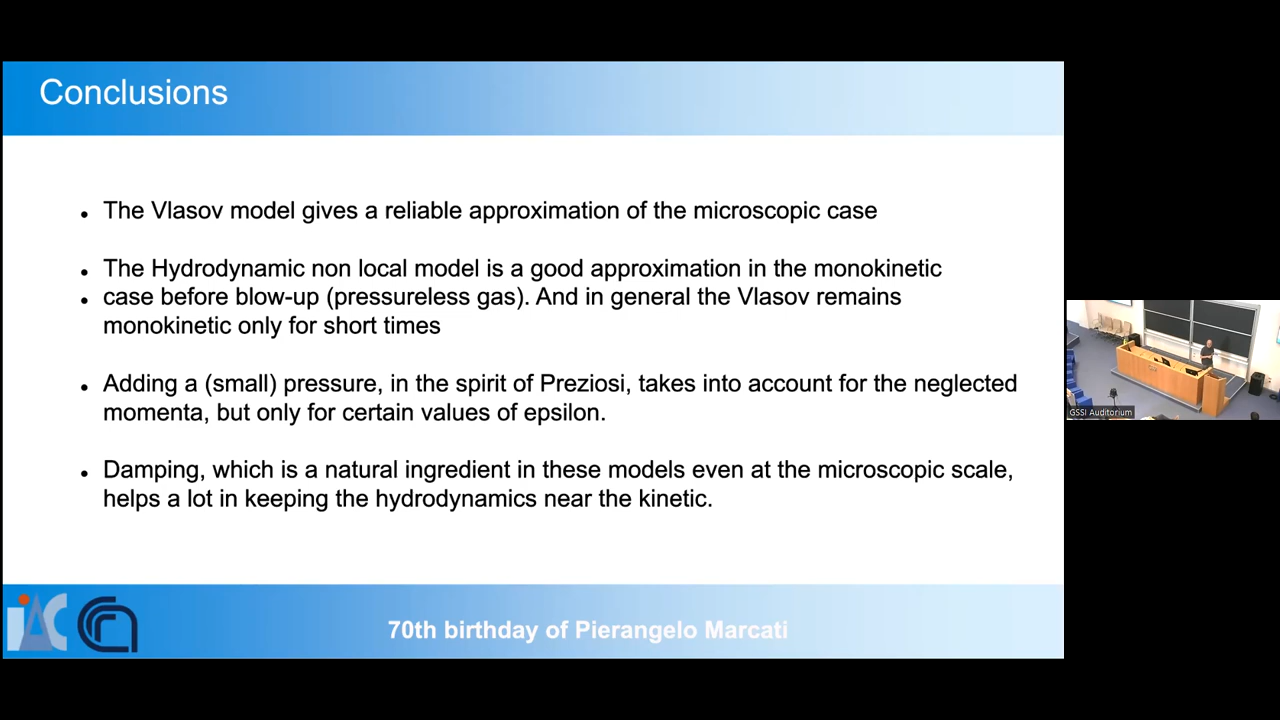 Conclusions
• The Vlasov model gives a reliable approximation of the microscopic case
• The Hydrodynamic non local model is a good approximation in the monokinetic
• case before blow-up (pressureless gas). And in general the Vlasov remains
monokinetic only for short times
• Adding a (small) pressure, in the spirit of Preziosi, takes into account for the neglected
momenta, but only for certain values of epsilon.
• Damping, which is a natural ingredient in these models even at the microscopic scale,
helps a lot in keeping the hydrodynamics near the kinetic.
GSSI Auditorium
iAC
70th birthday of Pierangelo Marcati